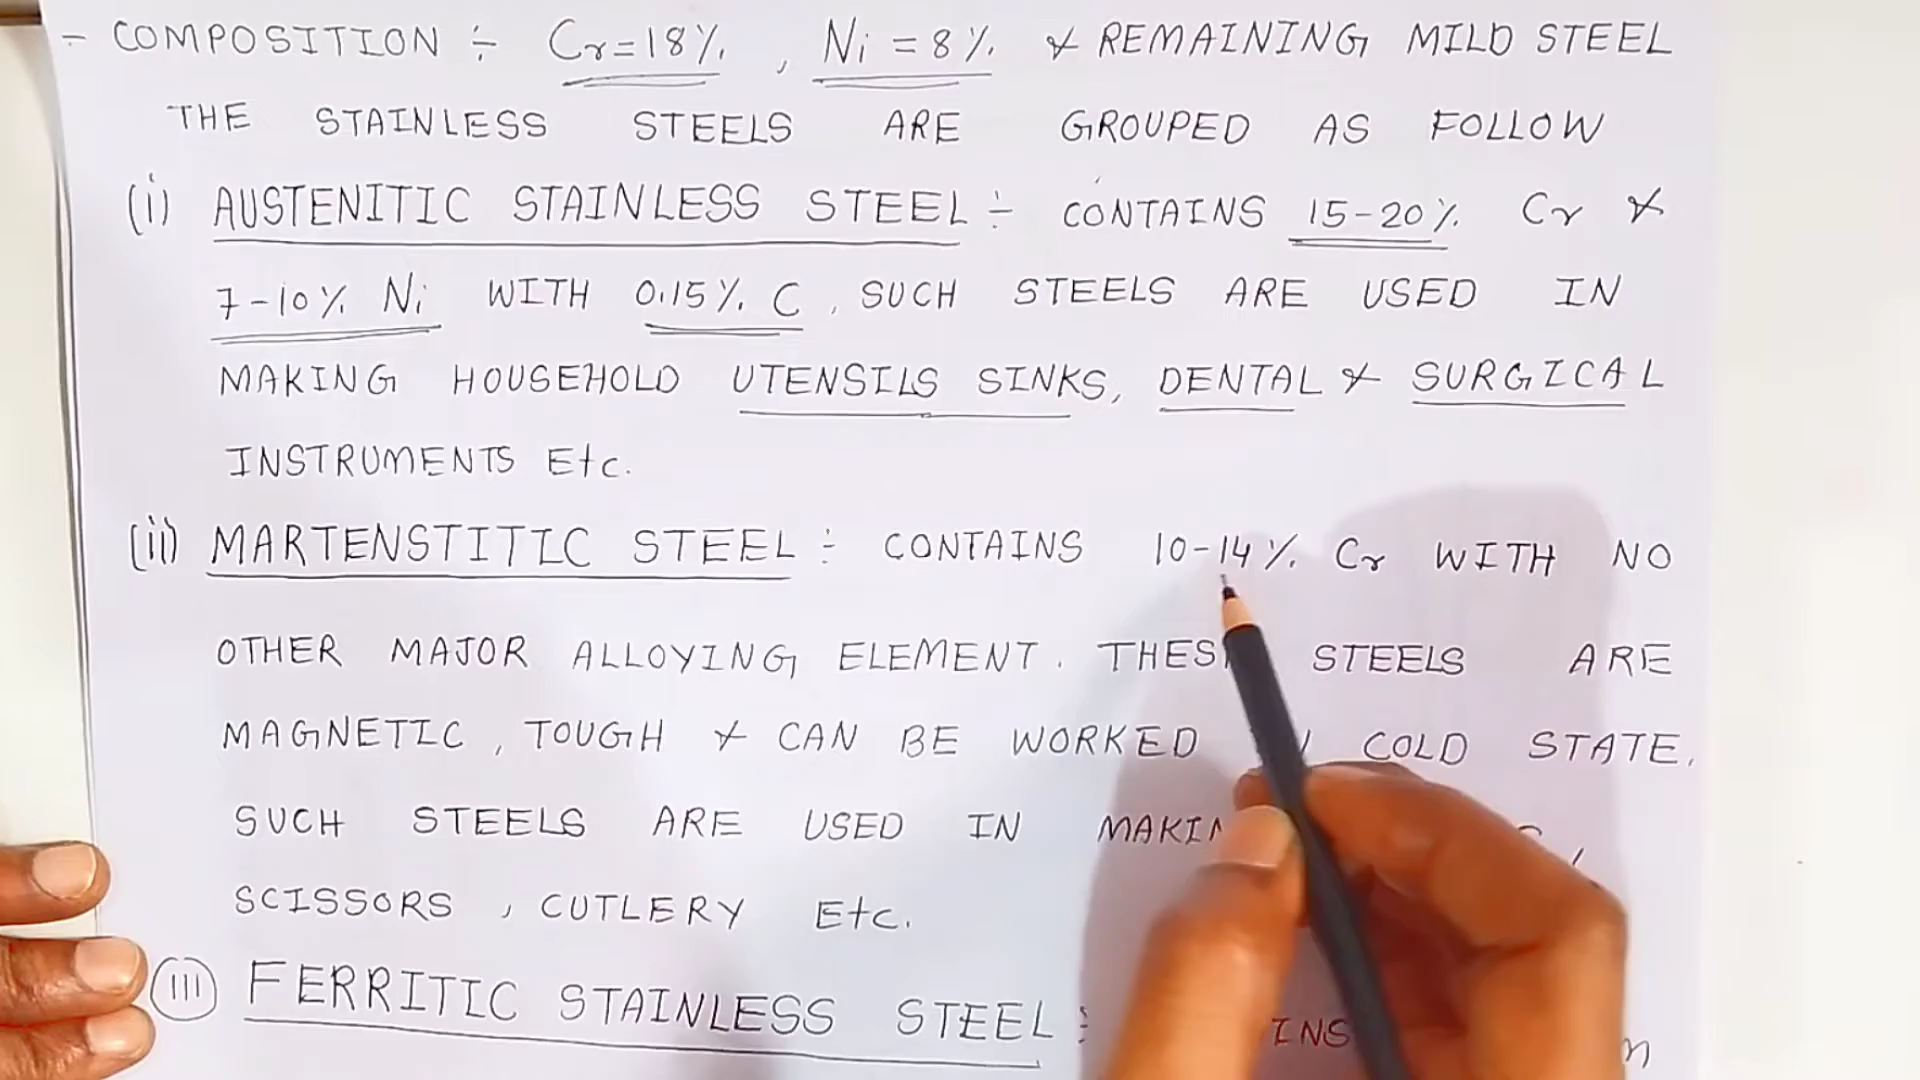 - COMPOSITION ÷ Cr=18%, Ni=8% & REMAINING MILD STEEL
THE STAINLESS STEELS ARE GROUPED AS FOLLOW
(i) AUSTENITIC STAINLESS STEEL ÷ CONTAINS 15-20% Cr &
7-10% Ni WITH 0.15% C, SUCH STEELS ARE USED IN
MAKING HOUSEHOLD UTENSILS SINKS, DENTAL & SURGICAL
INSTRUMENTS Etc.
(ii) MARTENSTITIC STEEL ÷ CONTAINS 10-14% Cr WITH NO
OTHER MAJOR ALLOYING ELEMENT. STEELS ARE
MAGNETIC, TOUGH & CAN BE WORKED COLD STATE.
SUCH STEELS ARE USED IN
SCISSORS, CUTLERY Etc.
(III) FERRITIC STAINLESS STEEL ÷